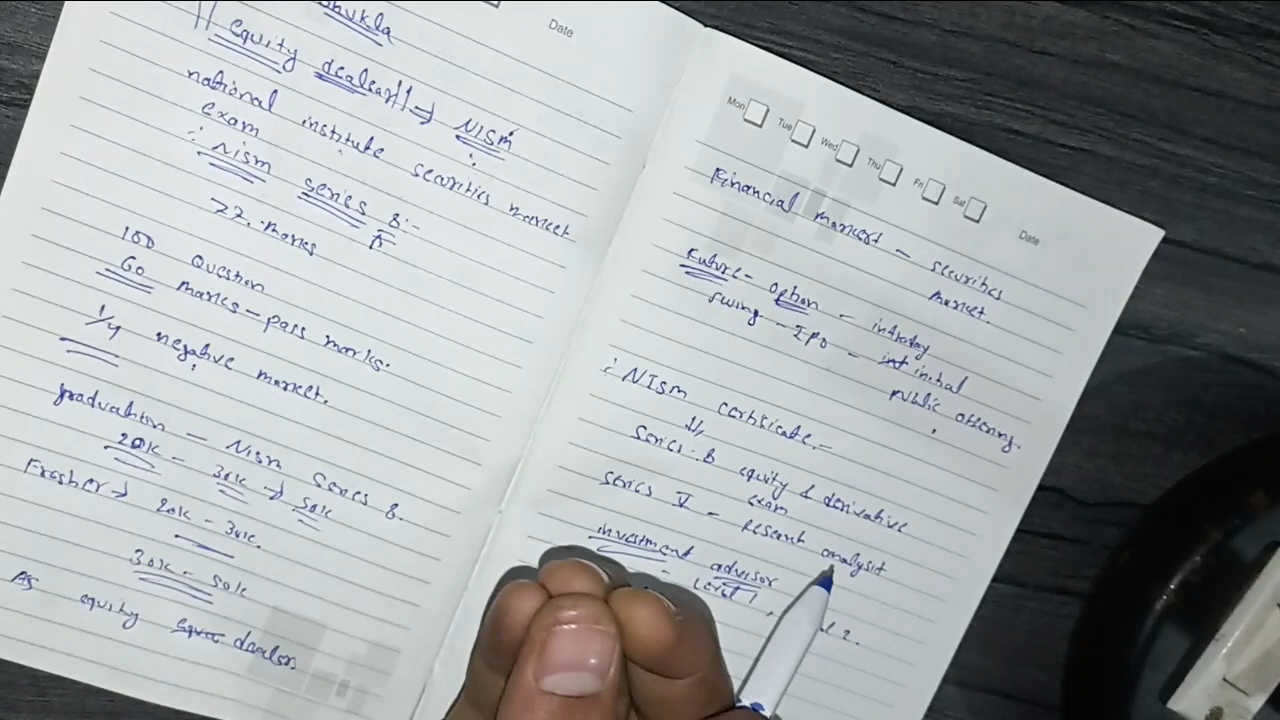 Date
|| Equity dealer || → NISM
national institute securities market
exam
∴ Nism series 8:-
22. marks
100 Question
60 marks - pass marks.
1/4 negative market.
graduation - NISM series 8.
20k - 30k → 50k
Fresher → 20k - 30k.
30k - 50k
As equity dealer
Mon Tue Wed Thu Fri Sat
Date
Financial market - securities
market.
Future - option - intraday
swing - IPO - initial
public offering.
∴ NISM certificate -
series. 8 equity & derivative
exam
series V - research analysit
investment advisor
Level 1, 2.